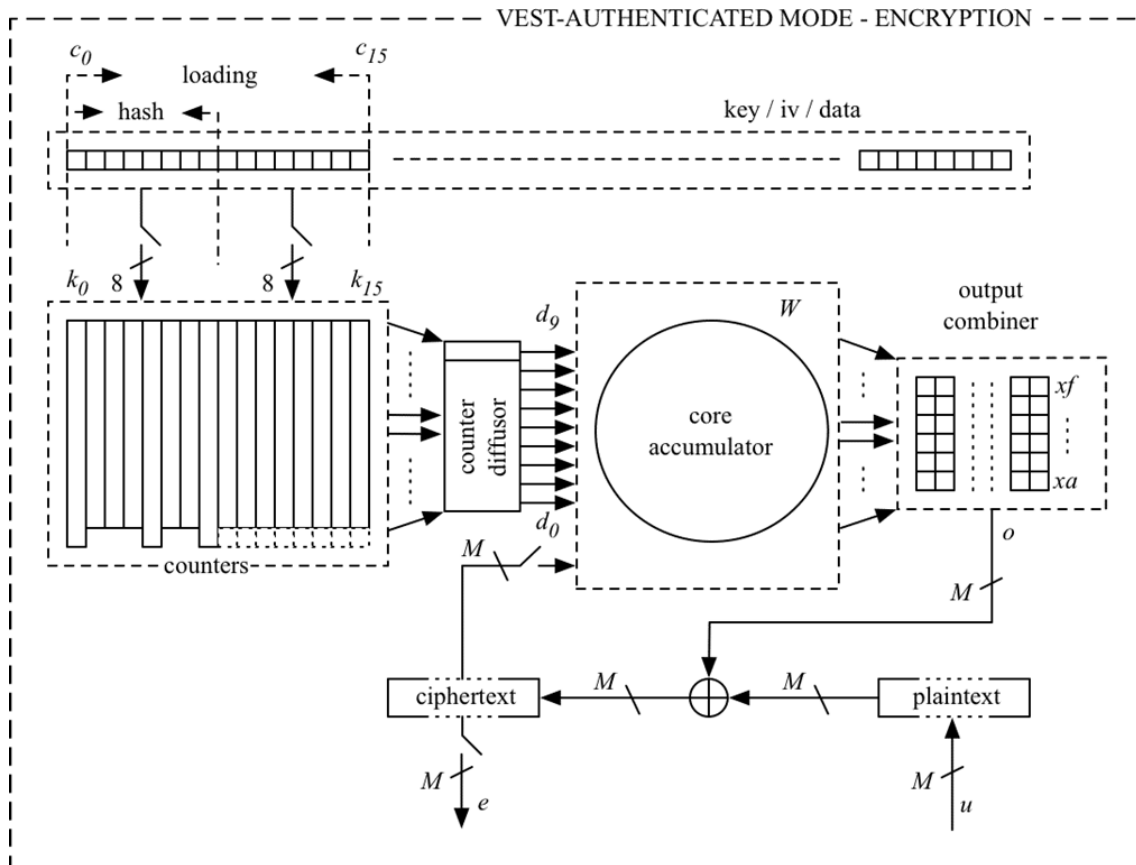 VEST-AUTHENTICATED MODE - ENCRYPTION
c0 c15
loading
hash
key / iv / data
k0 8 8 k15
d9 W
output
combiner
counter
diffusor
core
accumulator
xf
xa
d0
o
counters
M
M
ciphertext M M plaintext
M e
M u